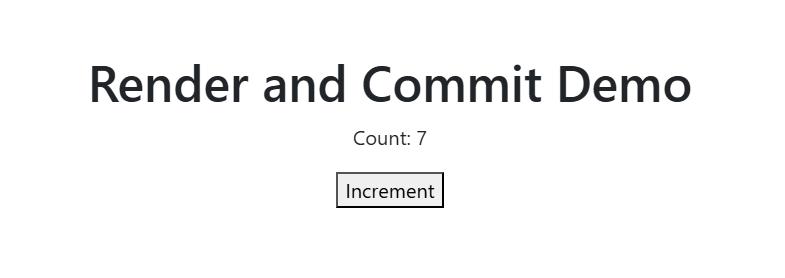 Render and Commit Demo
Count: 7
Increment